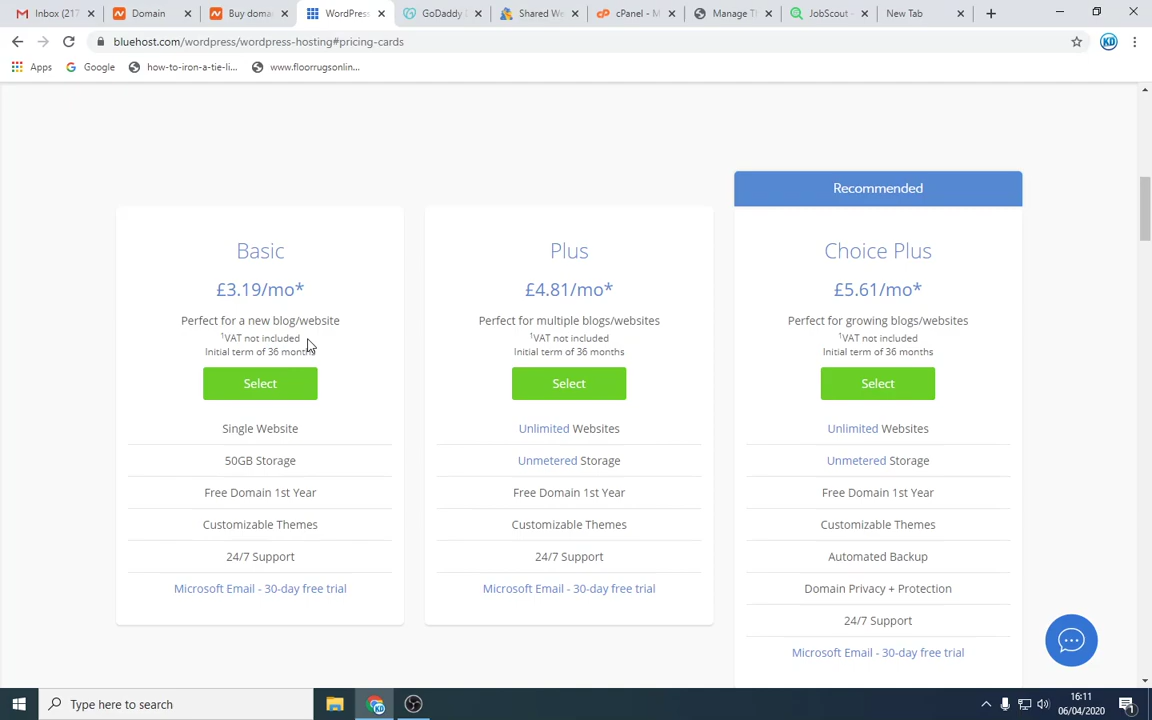 Inbox (217
Domain
Buy doma
WordPress
GoDaddy
Shared We
cPanel - M
Manage T
JobScout -
New Tab
bluehost.com/wordpress/wordpress-hosting#pricing-cards
KD
Apps
Google
how-to-iron-a-tie-li...
www.floorrugsonlin...
Recommended
Basic
£3.19/mo*
Perfect for a new blog/website
†VAT not included
Initial term of 36 months
Select
Single Website
50GB Storage
Free Domain 1st Year
Customizable Themes
24/7 Support
Microsoft Email - 30-day free trial
Plus
£4.81/mo*
Perfect for multiple blogs/websites
†VAT not included
Initial term of 36 months
Select
Unlimited Websites
Unmetered Storage
Free Domain 1st Year
Customizable Themes
24/7 Support
Microsoft Email - 30-day free trial
Choice Plus
£5.61/mo*
Perfect for growing blogs/websites
†VAT not included
Initial term of 36 months
Select
Unlimited Websites
Unmetered Storage
Free Domain 1st Year
Customizable Themes
Automated Backup
Domain Privacy + Protection
24/7 Support
Microsoft Email - 30-day free trial
Type here to search
KD
16:11
06/04/2020
1